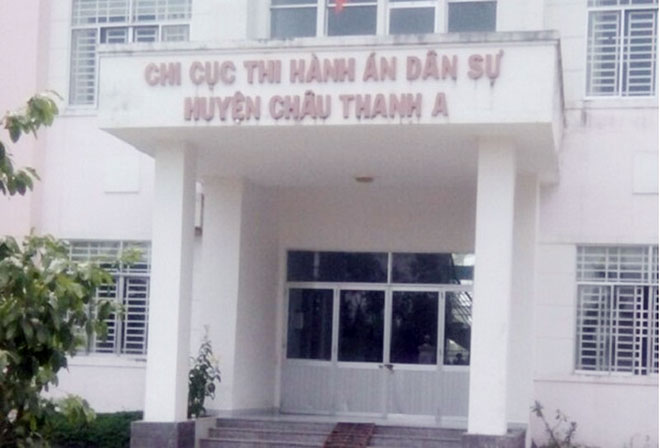 CHI CỤC THI HÀNH ÁN DÂN SỰ
HUYỆN CHÂU THANH A